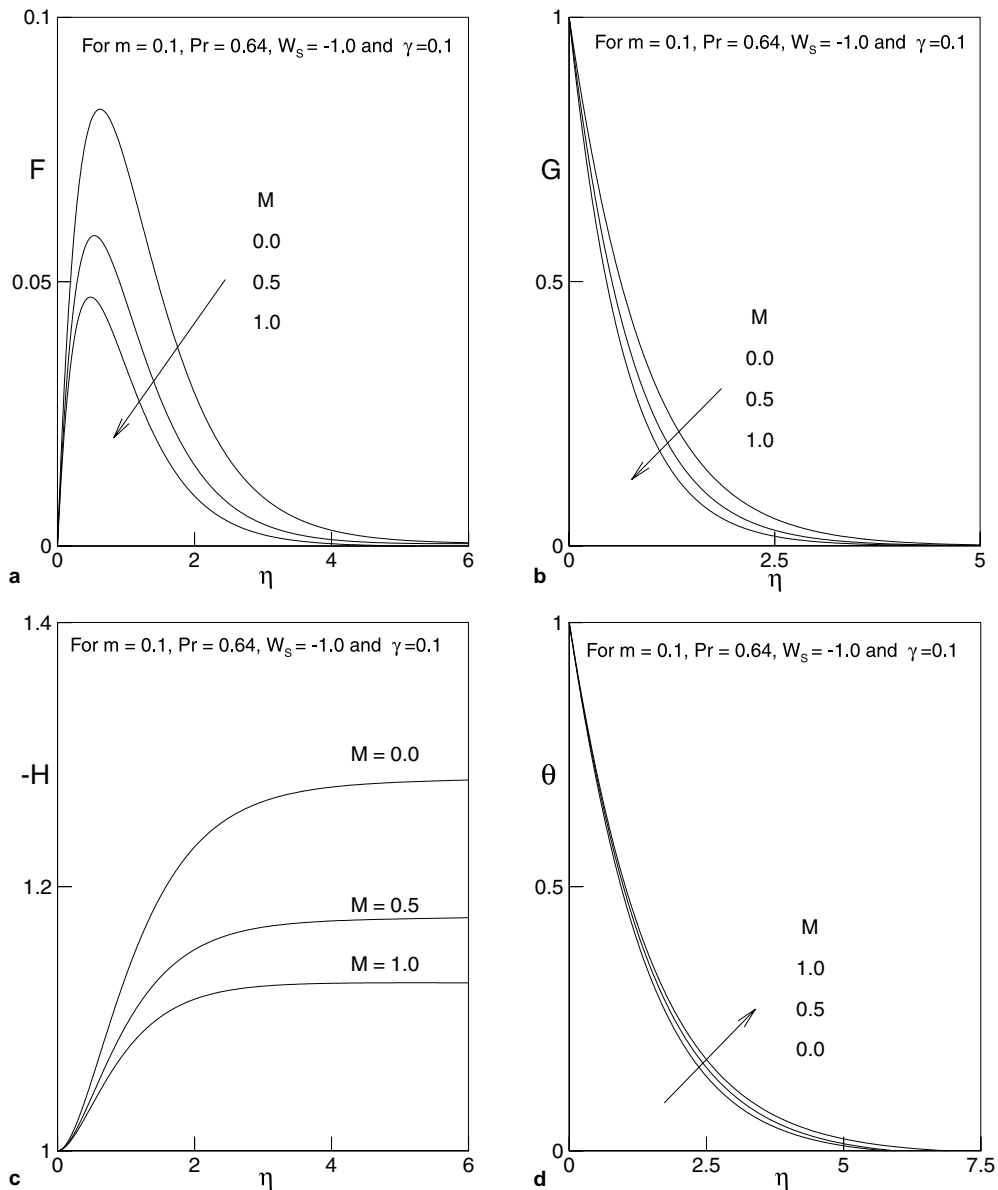 0.1
For m = 0.1, Pr = 0.64, Wₛ = -1.0 and γ=0.1
F
M
0.0
0.05
0.5
1.0
0
0
2
4
6
a
η
1
For m = 0.1, Pr = 0.64, Wₛ = -1.0 and γ=0.1
G
0.5
M
0.0
0.5
1.0
0
0
2.5
5
b
η
1.4
For m = 0.1, Pr = 0.64, Wₛ = -1.0 and γ=0.1
M = 0.0
-H
1.2
M = 0.5
M = 1.0
1
0
2
4
6
c
η
1
For m = 0.1, Pr = 0.64, Wₛ = -1.0 and γ=0.1
θ
0.5
M
1.0
0.5
0.0
0
0
2.5
5
7.5
d
η